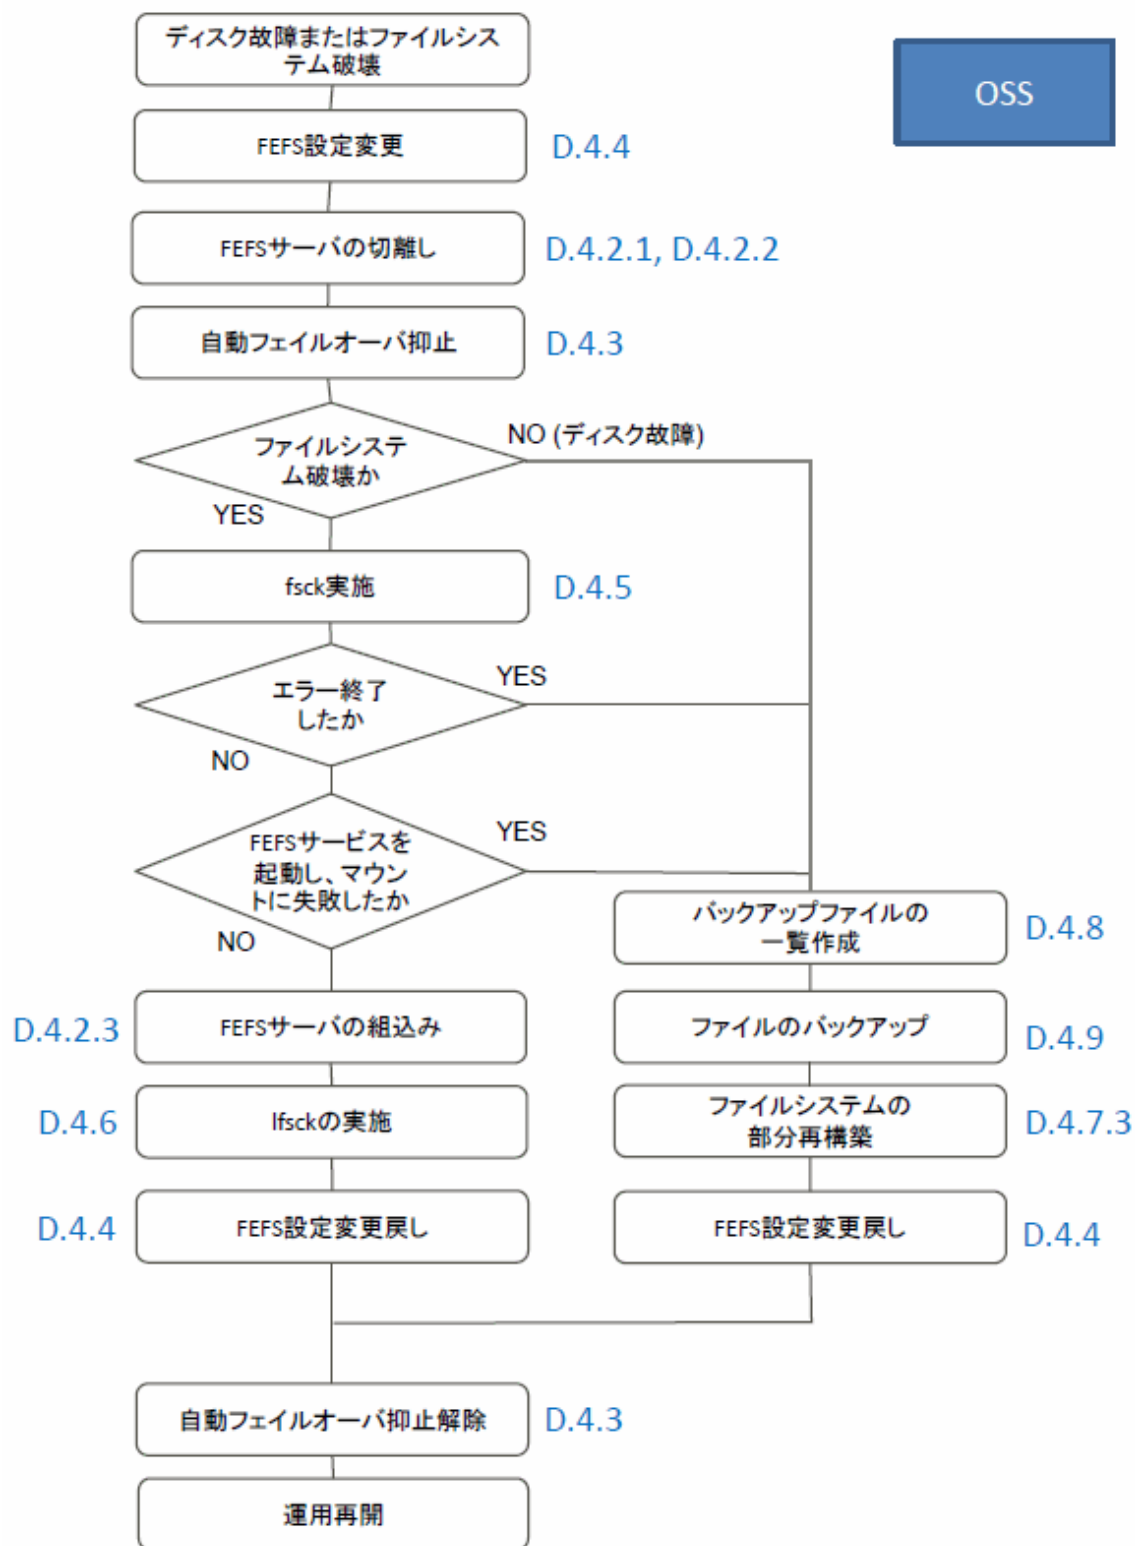 ディスク故障またはファイルシス
テム破壊
OSS
FEFS設定変更
D.4.4
FEFSサーバの切離し
D.4.2.1, D.4.2.2
自動フェイルオーバ抑止
D.4.3
ファイルシステ
ム破壊か
NO (ディスク故障)
YES
fsck実施
D.4.5
エラー終了
したか
YES
NO
FEFSサービスを
起動し、マウン
トに失敗したか
YES
NO
バックアップファイルの
一覧作成
D.4.8
D.4.2.3
FEFSサーバの組込み
ファイルのバックアップ
D.4.9
D.4.6
lfsckの実施
ファイルシステムの
部分再構築
D.4.7.3
D.4.4
FEFS設定変更戻し
FEFS設定変更戻し
D.4.4
自動フェイルオーバ抑止解除
D.4.3
運用再開